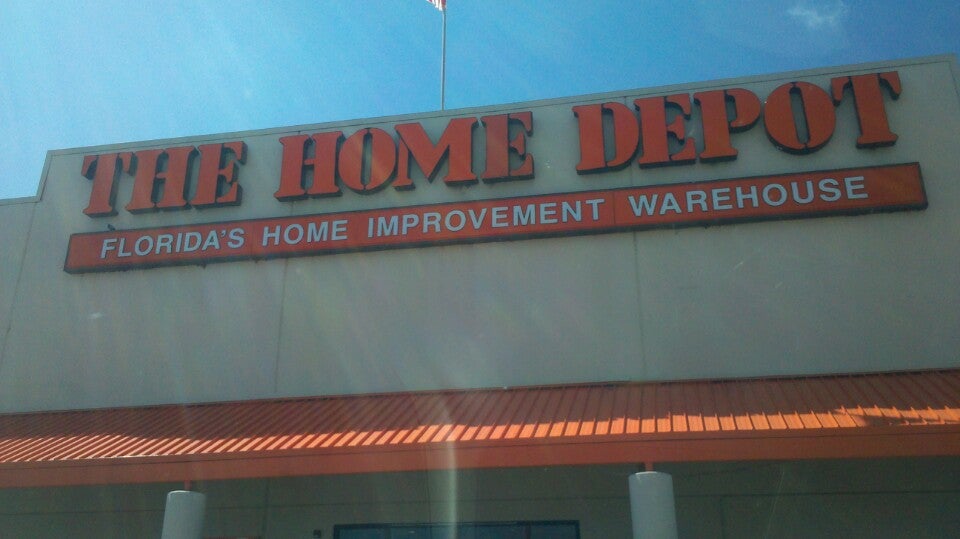 THE HOME DEPOT
FLORIDA'S HOME IMPROVEMENT WAREHOUSE